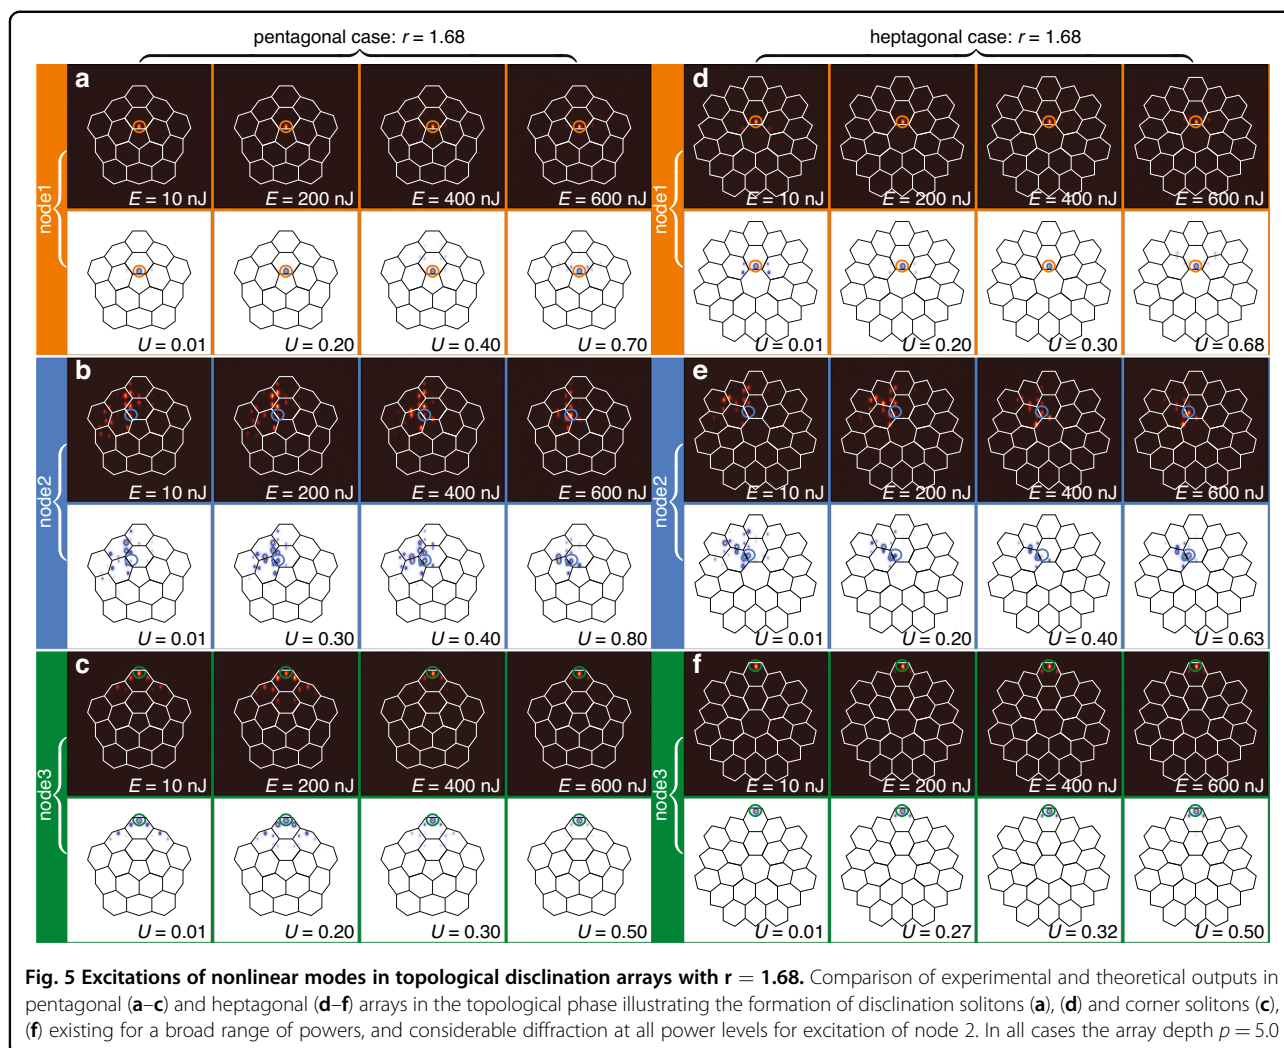 pentagonal case: r = 1.68
heptagonal case: r = 1.68
node1
a
E = 10 nJ
E = 200 nJ
E = 400 nJ
E = 600 nJ
U = 0.01
U = 0.20
U = 0.40
U = 0.70
node1
d
E = 10 nJ
E = 200 nJ
E = 400 nJ
E = 600 nJ
U = 0.01
U = 0.20
U = 0.30
U = 0.68
node2
b
E = 10 nJ
E = 200 nJ
E = 400 nJ
E = 600 nJ
U = 0.01
U = 0.30
U = 0.40
U = 0.80
node2
e
E = 10 nJ
E = 200 nJ
E = 400 nJ
E = 600 nJ
U = 0.01
U = 0.20
U = 0.40
U = 0.63
node3
c
E = 10 nJ
E = 200 nJ
E = 400 nJ
E = 600 nJ
U = 0.01
U = 0.20
U = 0.30
U = 0.50
node3
f
E = 10 nJ
E = 200 nJ
E = 400 nJ
E = 600 nJ
U = 0.01
U = 0.27
U = 0.32
U = 0.50
Fig. 5 Excitations of nonlinear modes in topological disclination arrays with r = 1.68. Comparison of experimental and theoretical outputs in
pentagonal (a–c) and heptagonal (d–f) arrays in the topological phase illustrating the formation of disclination solitons (a), (d) and corner solitons (c),
(f) existing for a broad range of powers, and considerable diffraction at all power levels for excitation of node 2. In all cases the array depth p = 5.0